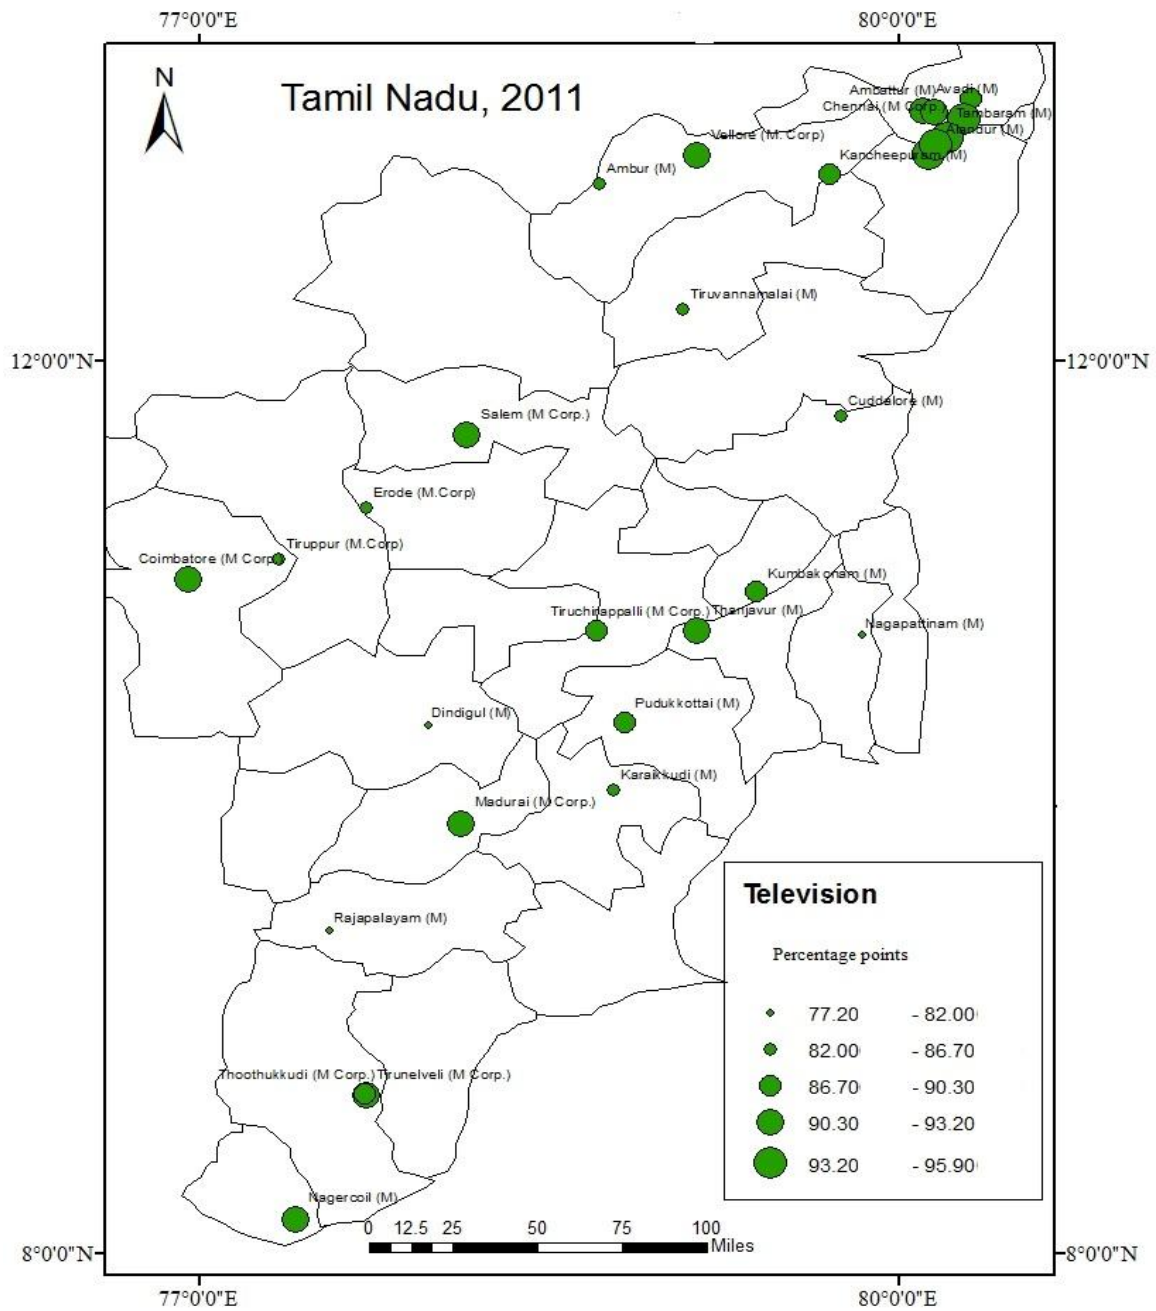 77°0'0"E 80°0'0"E
N
Tamil Nadu, 2011
Ambattur (M) Avadi (M)
Chennai (M Corp.) Tambaram (M)
Alandur (M)
Vellore (M. Corp)
Kancheepuram (M)
Ambur (M)
Tiruvannamalai (M)
12°0'0"N 12°0'0"N
Cuddalore (M)
Salem (M Corp.)
Erode (M.Corp)
Tiruppur (M.Corp)
Coimbatore (M Corp)
Kumbakonam (M)
Tiruchirappalli (M Corp.) Thanjavur (M)
Nagapattinam (M)
Pudukkottai (M)
Dindigul (M)
Karaikkudi (M)
Madurai (M Corp.)
Rajapalayam (M)
Television
Percentage points
77.20 - 82.00
82.00 - 86.70
86.70 - 90.30
90.30 - 93.20
93.20 - 95.90
Thoothukkudi (M Corp.) Tirunelveli (M Corp.)
Nagercoil (M)
0 12.5 25 50 75 100
Miles
8°0'0"N 8°0'0"N
77°0'0"E 80°0'0"E